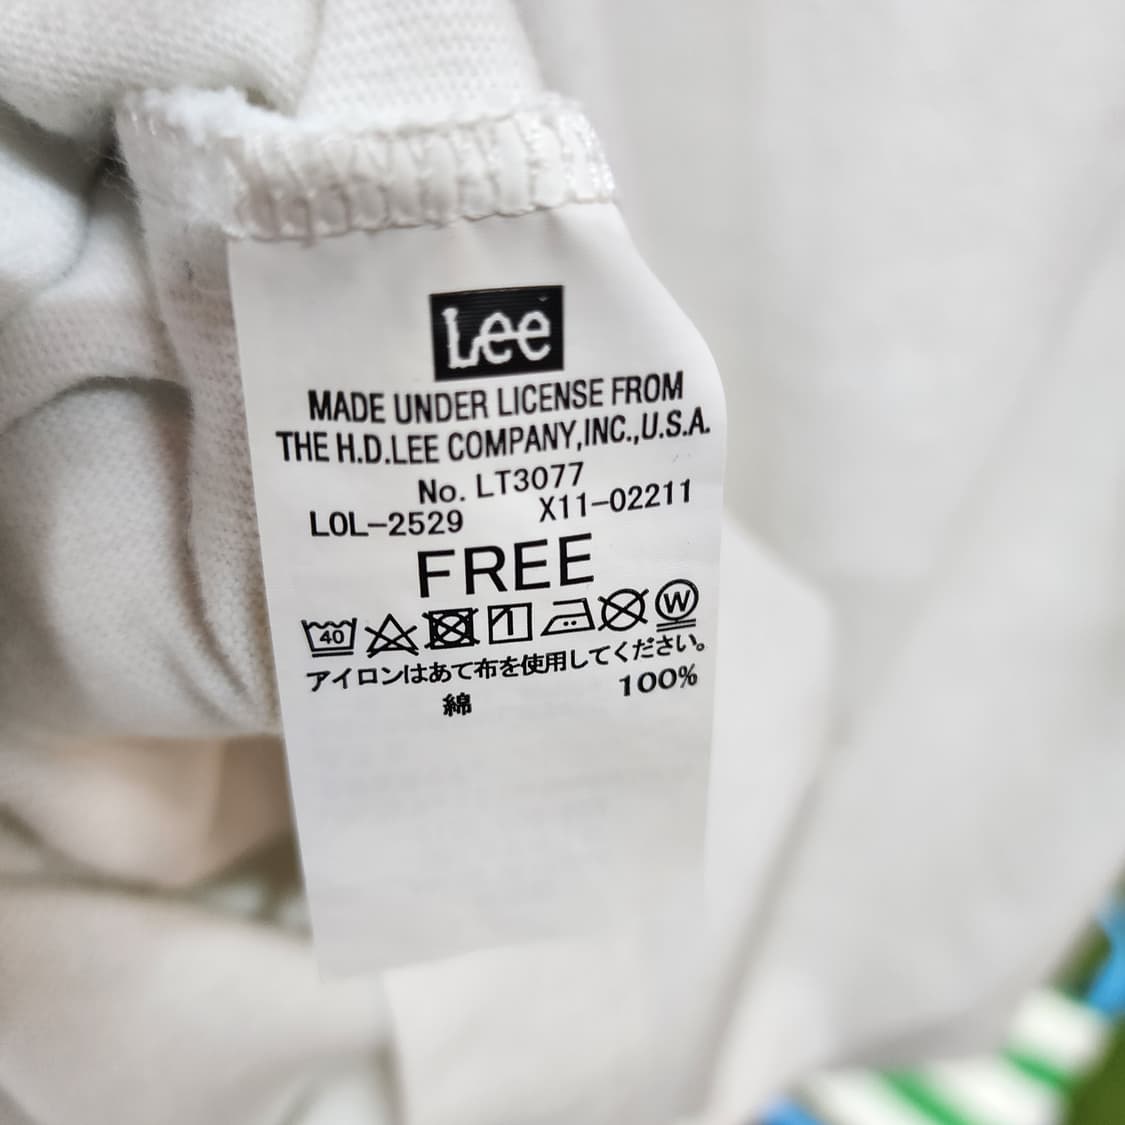 Lee
MADE UNDER LICENSE FROM
THE H.D.LEE COMPANY,INC.,U.S.A.
No. LT3077
LOL-2529 X11-02211
FREE
40 W
アイロンはあて布を使用してください。
綿 100%